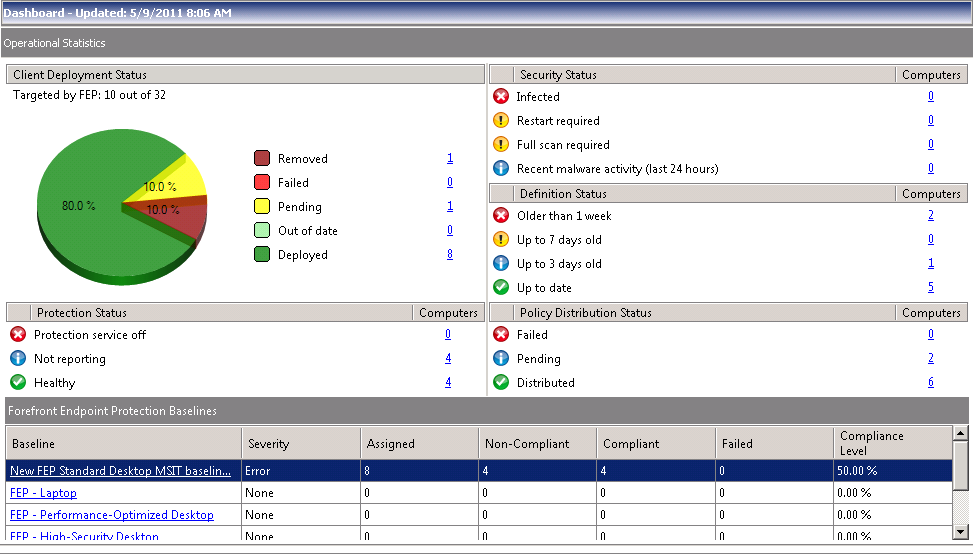 Dashboard - Updated: 5/9/2011 8:06 AM
Operational Statistics
Client Deployment Status
Targeted by FEP: 10 out of 32
80.0 %
10.0 %
10.0 %
Removed 1
Failed 0
Pending 1
Out of date 0
Deployed 8
Security Status Computers
Infected 0
Restart required 0
Full scan required 0
Recent malware activity (last 24 hours) 0
Definition Status Computers
Older than 1 week 2
Up to 7 days old 0
Up to 3 days old 1
Up to date 5
Protection Status Computers
Protection service off 0
Not reporting 4
Healthy 4
Policy Distribution Status Computers
Failed 0
Pending 2
Distributed 6
Forefront Endpoint Protection Baselines
Baseline Severity Assigned Non-Compliant Compliant Failed Compliance
Level
New FEP Standard Desktop MSIT baselin... Error 8 4 4 0 50.00 %
FEP - Laptop None 0 0 0 0 0.00 %
FEP - Performance-Optimized Desktop None 0 0 0 0 0.00 %
FEP - High-Security Desktop None 0 0 0 0 0.00 %